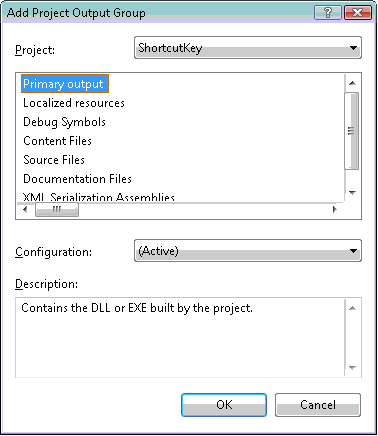 Add Project Output Group
Project:
ShortcutKey
Primary output
Localized resources
Debug Symbols
Content Files
Source Files
Documentation Files
XML Serialization Assemblies
Configuration:
(Active)
Description:
Contains the DLL or EXE built by the project.
OK
Cancel